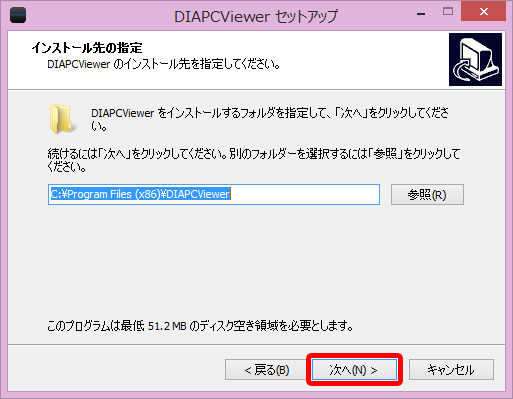 DIAPCViewer セットアップ
インストール先の指定
DIAPCViewer のインストール先を指定してください。
DIAPCViewer をインストールするフォルダを指定して、「次へ」をクリックしてくださ
い。
続けるには「次へ」をクリックしてください。別のフォルダーを選択するには「参照」をクリックして
ください。
C:¥Program Files (x86)¥DIAPCViewer
参照(R)
このプログラムは最低 51.2 MB のディスク空き領域を必要とします。
< 戻る(B)
次へ(N) >
キャンセル